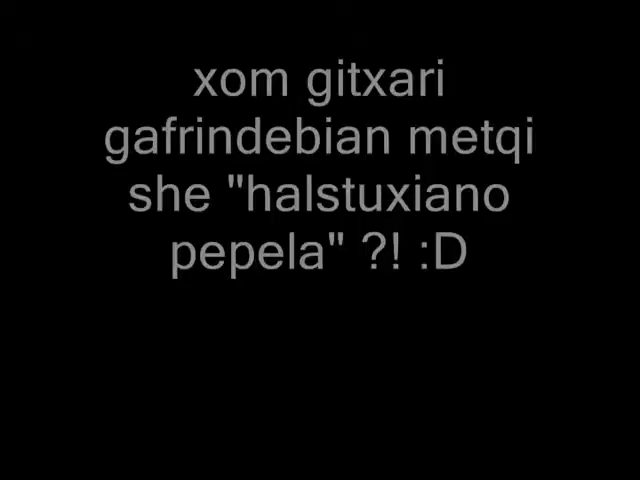 xom gitxari
gafrindebian metqi
she "halstuxiano
pepela" ?! :D